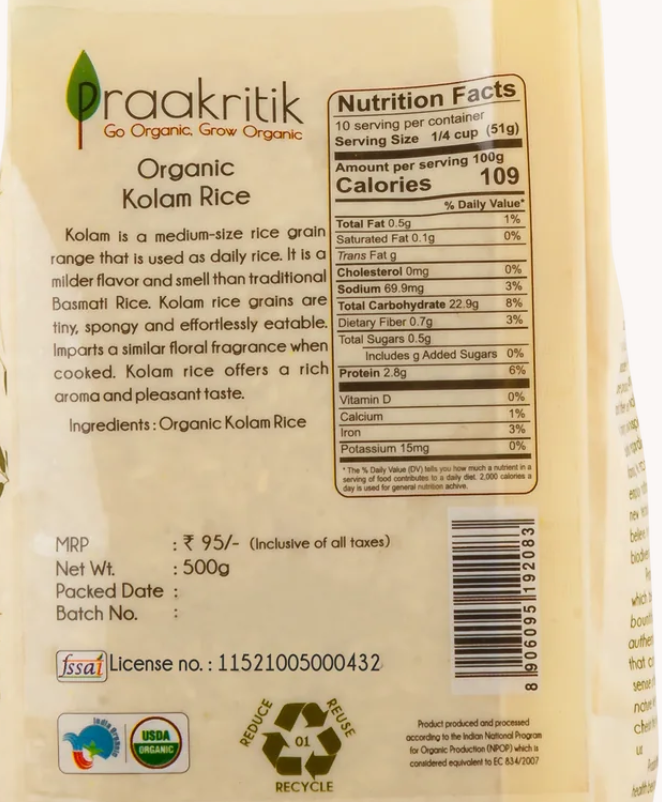 Praakritik
Go Organic, Grow Organic
Organic
Kolam Rice
Kolam is a medium-size rice grain
range that is used as daily rice. It is a
milder flavor and smell than traditional
Basmati Rice. Kolam rice grains are
tiny, spongy and effortlessly eatable.
Imparts a similar floral fragrance when
cooked. Kolam rice offers a rich
aroma and pleasant taste.
Ingredients : Organic Kolam Rice
Nutrition Facts
10 serving per container
Serving Size 1/4 cup (51g)
Amount per serving 100g
Calories 109
% Daily Value*
Total Fat 0.5g 1%
Saturated Fat 0.1g 0%
Trans Fat g
Cholesterol 0mg 0%
Sodium 69.9mg 3%
Total Carbohydrate 22.9g 8%
Dietary Fiber 0.7g 3%
Total Sugars 0.5g
Includes g Added Sugars 0%
Protein 2.8g 6%
Vitamin D 0%
Calcium 1%
Iron 3%
Potassium 15mg 0%
* The % Daily Value (DV) tells you how much a nutrient in a
serving of food contributes to a daily diet. 2,000 calories a
day is used for general nutrition achive.
MRP : ₹ 95/- (Inclusive of all taxes)
Net Wt. : 500g
Packed Date :
Batch No. :
fssai License no. : 11521005000432
8 906095 192083
India Organic
USDA
ORGANIC
REDUCE
REUSE
01
RECYCLE
Product produced and processed
according to the Indian National Program
for Organic Production (NPOP) which is
considered equivalent to EC 834/2007
which
that
sense